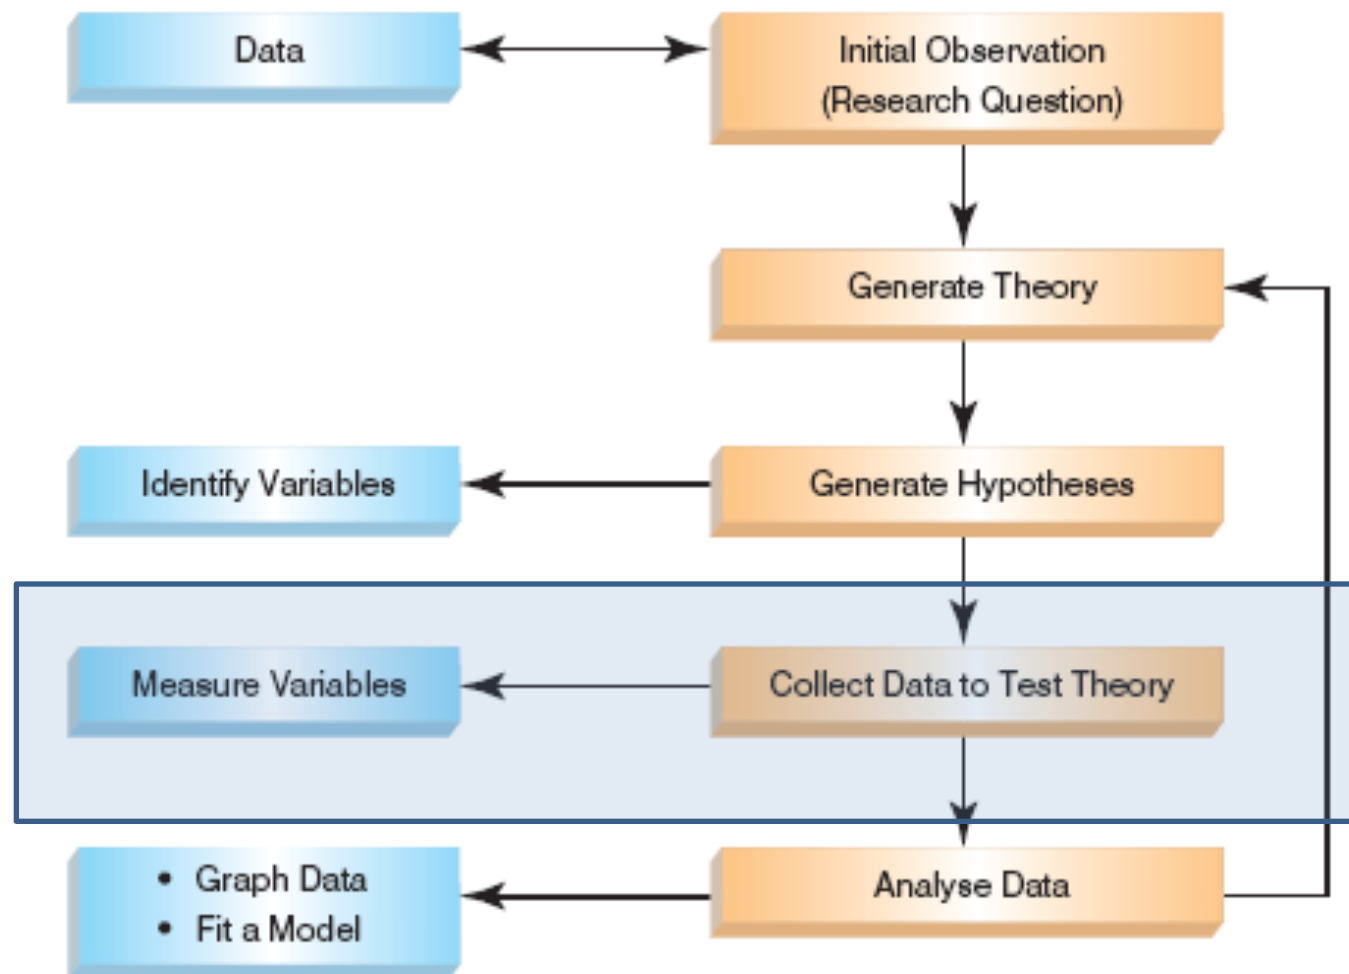 Data
Initial Observation
(Research Question)
Generate Theory
Identify Variables
Generate Hypotheses
Measure Variables
Collect Data to Test Theory
• Graph Data
• Fit a Model
Analyse Data